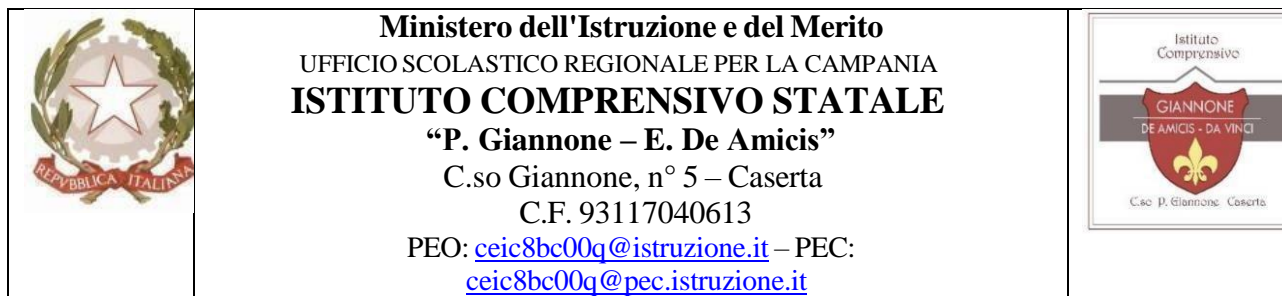 REPVBBLICA ITALIANA
Ministero dell'Istruzione e del Merito
UFFICIO SCOLASTICO REGIONALE PER LA CAMPANIA
ISTITUTO COMPRENSIVO STATALE
“P. Giannone – E. De Amicis”
C.so Giannone, n° 5 – Caserta
C.F. 93117040613
PEO: ceic8bc00q@istruzione.it – PEC:
ceic8bc00q@pec.istruzione.it
Istituto
Comprensivo
GIANNONE
DE AMICIS - DA VINCI
C.so P. Giannone Caserta